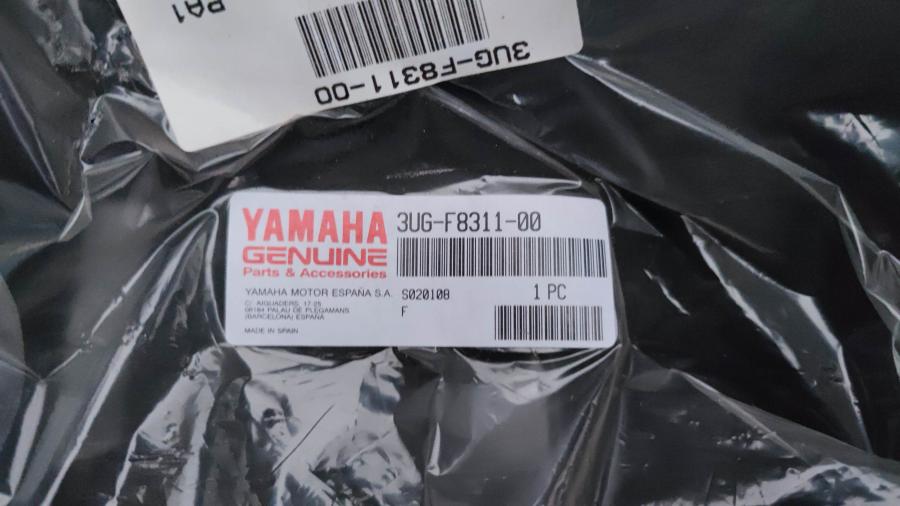 PA1
3UG-F8311-00
YAMAHA
GENUINE
Parts & Accessories
YAMAHA MOTOR ESPAÑA S.A.
C/. AIGUADERS, 17-25
08184 PALAU DE PLEGAMANS
(BARCELONA) ESPAÑA
MADE IN SPAIN
3UG-F8311-00
S020108
1 PC
F